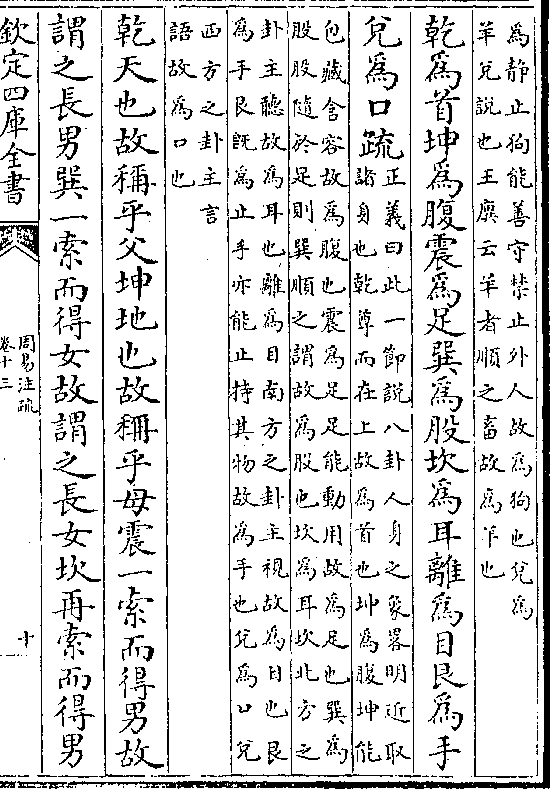 為静止狗能善守禁止外人故為狗也兌為
羊兌說也王廙云羊者順之畜故為羊也
乾為首坤為腹震為足巽為股坎為耳離為目艮為手
兌為口疏
正義曰此一節說八卦人身之象畧明近取
諸身也乾尊而在上故為首也坤為腹坤能
包藏含容故為腹也震為足足能動用故為足也巽為
股股隨於足則巽順之謂故為股也坎為耳坎北方之
卦主聽故為耳也離為目南方之卦主視故為目也艮
為手艮既為止手亦能止持其物故為手也兌為口兌
西方之卦主言
語故為口也
乾天也故稱乎父坤地也故稱乎母震一索而得男故
謂之長男巽一索而得女故謂之長女坎再索而得男
欽定四庫全書
周易注疏
卷十三
十